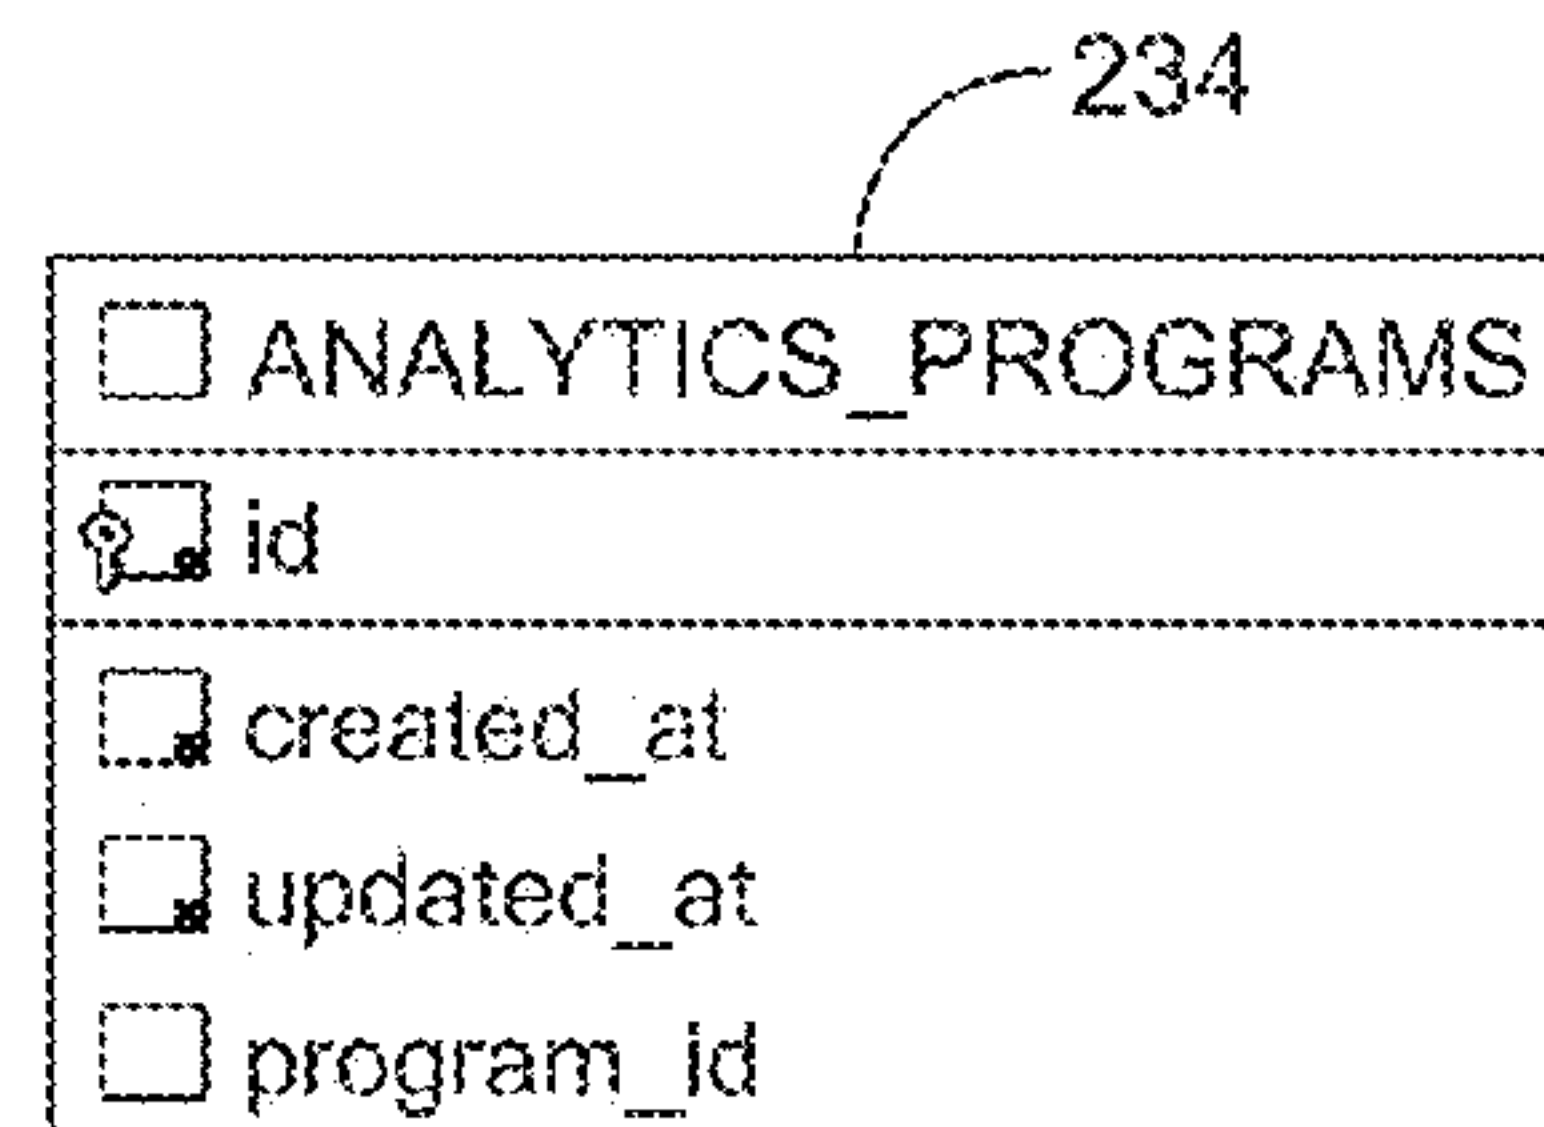 234
ANALYTICS_PROGRAMS
id
created_at
updated_at
program_id